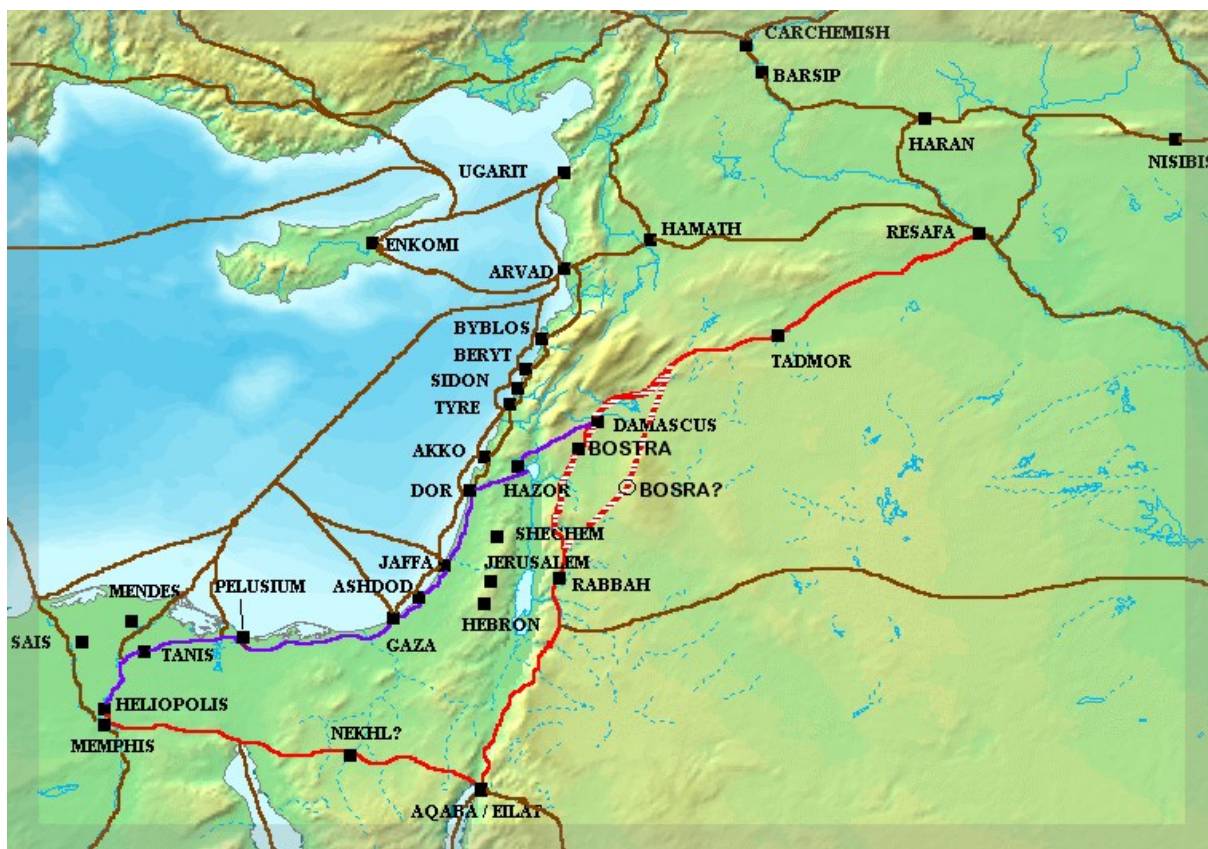 CARCHEMISH
BARSIP
HARAN
NISIBIS
UGARIT
HAMATH
RESAFA
ENKOMI
ARVAD
BYBLOS
TADMOR
BERYT
SIDON
TYRE
DAMASCUS
AKKO
BOSTRA
DOR
HAZOR
BOSRA?
SHECHEM
JAFFA
JERUSALEM
MENDES
PELUSIUM
ASHDOD
RABBAH
HEBRON
SAIS
TANIS
GAZA
HELIOPOLIS
MEMPHIS
NEKHL?
AQABA / EILAT